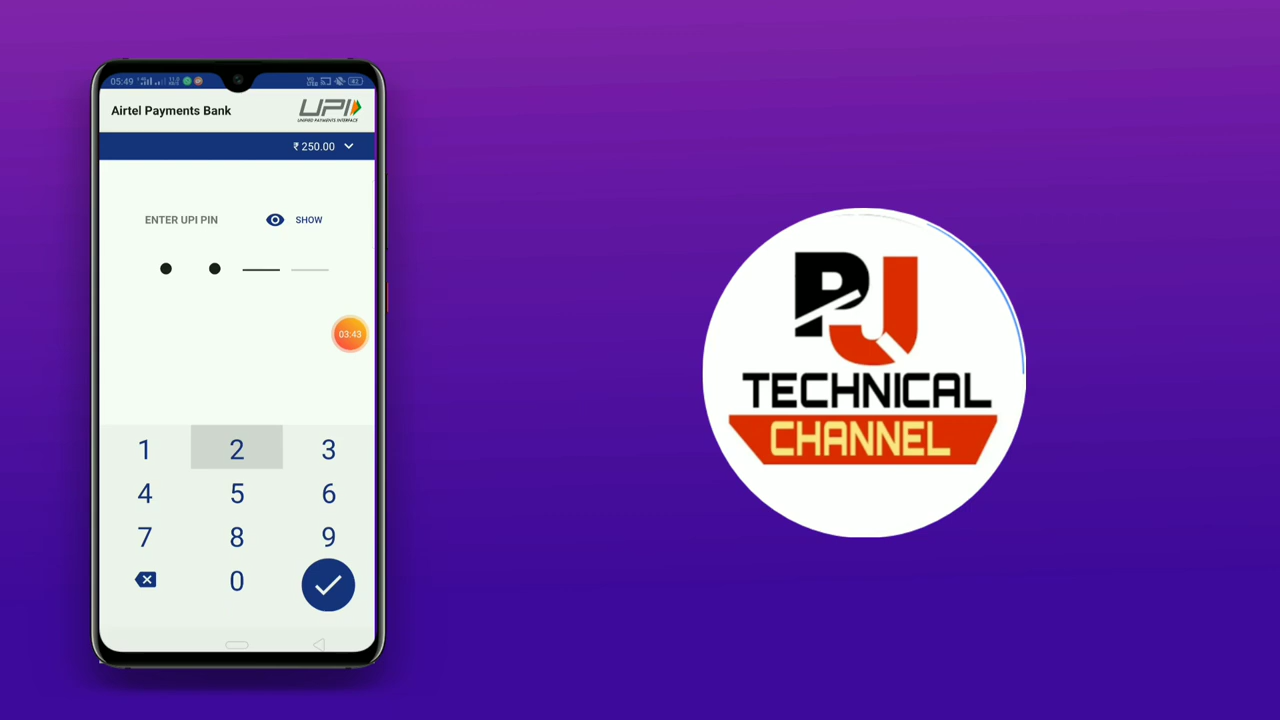 05:49
Airtel Payments Bank
UPI
UNIFIED PAYMENTS INTERFACE
₹ 250.00
ENTER UPI PIN
SHOW
03:43
1 2 3
4 5 6
7 8 9
0
PJ
TECHNICAL
CHANNEL